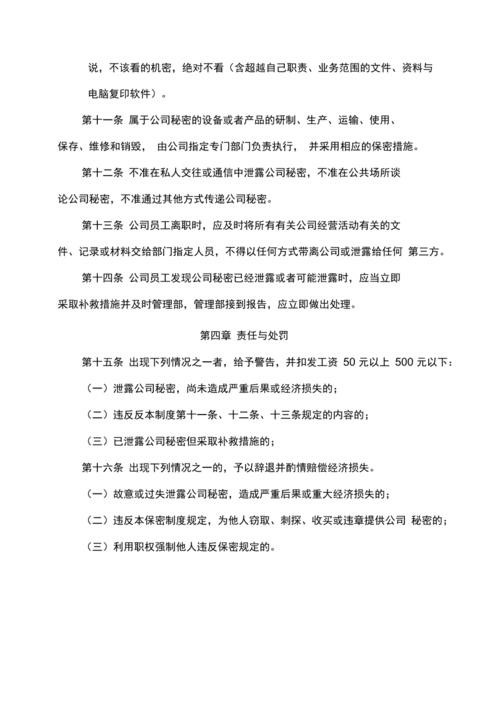 说，不该看的机密，绝对不看（含超越自己职责、业务范围的文件、资料与
电脑复印软件）。
第十一条 属于公司秘密的设备或者产品的研制、生产、运输、使用、
保存、维修和销毁， 由公司指定专门部门负责执行， 并采用相应的保密措施。
第十二条 不准在私人交往或通信中泄露公司秘密，不准在公共场所谈
论公司秘密，不准通过其他方式传递公司秘密。
第十三条 公司员工离职时，应及时将所有有关公司经营活动有关的文
件、记录或材料交给部门指定人员，不得以任何方式带离公司或泄露给任何 第三方。
第十四条 公司员工发现公司秘密已经泄露或者可能泄露时，应当立即
采取补救措施并及时管理部，管理部接到报告，应立即做出处理。
第四章 责任与处罚
第十五条 出现下列情况之一者，给予警告，并扣发工资 50 元以上 500 元以下：
（一）泄露公司秘密，尚未造成严重后果或经济损失的；
（二）违反反本制度第十一条、十二条、十三条规定的内容的；
（三）已泄露公司秘密但采取补救措施的；
第十六条 出现下列情况之一的，予以辞退并酌情赔偿经济损失。
（一）故意或过失泄露公司秘密，造成严重后果或重大经济损失的；
（二）违反本保密制度规定，为他人窃取、刺探、收买或违章提供公司 秘密的；
（三）利用职权强制他人违反保密规定的。